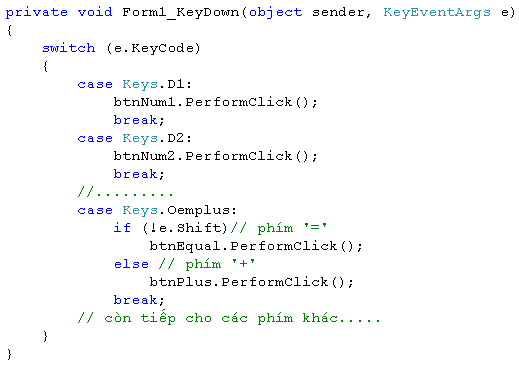 private void Form1_KeyDown(object sender, KeyEventArgs e)
{
    switch (e.KeyCode)
    {
        case Keys.D1:
            btnNum1.PerformClick();
            break;
        case Keys.D2:
            btnNum2.PerformClick();
            break;
        //.........
        case Keys.Oemplus:
            if (!e.Shift)// phím '='
                btnEqual.PerformClick();
            else // phím '+'
                btnPlus.PerformClick();
            break;
        // còn tiếp cho các phím khác.....
    }
}